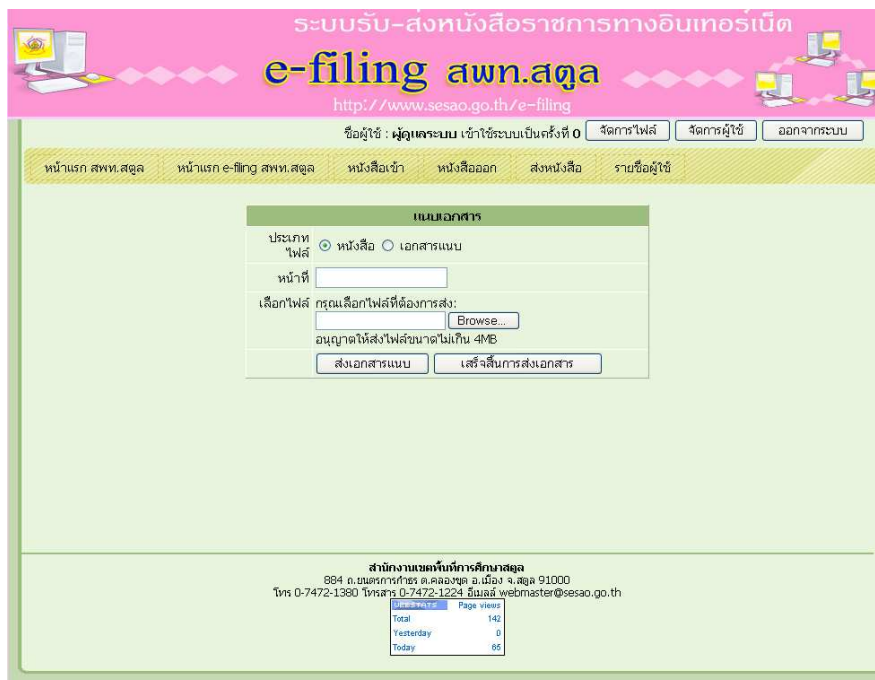 ระบบรับ-ส่งหนังสือราชการทางอินเทอร์เน็ต
e-filing สพท.สตูล
http://www.sesao.go.th/e-filing
ชื่อผู้ใช้ : ผู้ดูแลระบบ เข้าใช้ระบบเป็นครั้งที่ 0 จัดการไฟล์ จัดการผู้ใช้ ออกจากระบบ
หน้าแรก สพท.สตูล หน้าแรก e-filing สพท.สตูล หนังสือเข้า หนังสือออก ส่งหนังสือ รายชื่อผู้ใช้
แนบเอกสาร
ประเภท
ไฟล์ หนังสือ เอกสารแนบ
หน้าที่
เลือกไฟล์ กรุณเลือกไฟล์ที่ต้องการส่ง:
Browse...
อนุญาตให้ส่งไฟล์ขนาดไม่เกิน 4MB
ส่งเอกสารแนบ เสร็จสิ้นการส่งเอกสาร
สำนักงานเขตพื้นที่การศึกษาสตูล
884 ถ.ยนตรการกำธร ต.คลองขุด อ.เมือง จ.สตูล 91000
โทร 0-7472-1380 โทรสาร 0-7472-1224 อีเมลล์ webmaster@sesao.go.th
WEBSTATS Page views
Total 142
Yesterday 0
Today 65